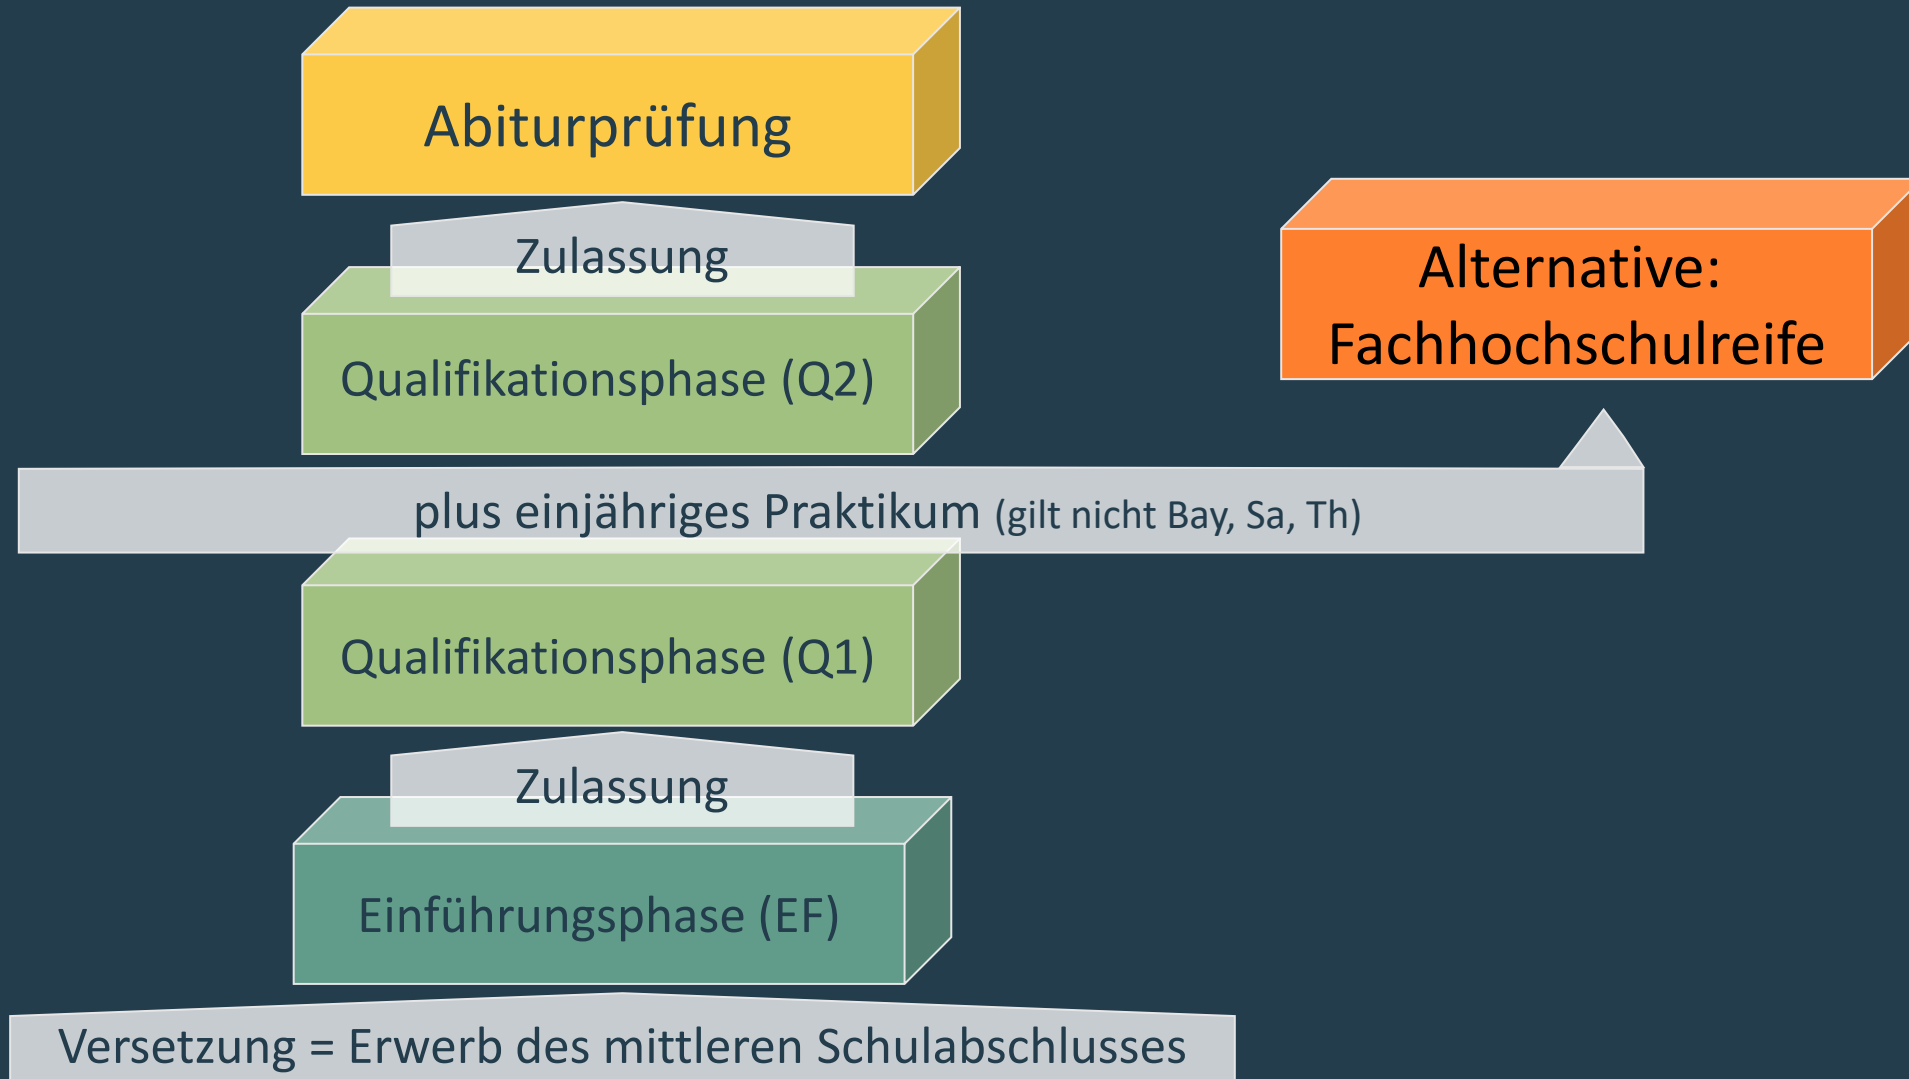 Abiturprüfung
Zulassung
Alternative:
Fachhochschulreife
Qualifikationsphase (Q2)
plus einjähriges Praktikum (gilt nicht Bay, Sa, Th)
Qualifikationsphase (Q1)
Zulassung
Einführungsphase (EF)
Versetzung = Erwerb des mittleren Schulabschlusses